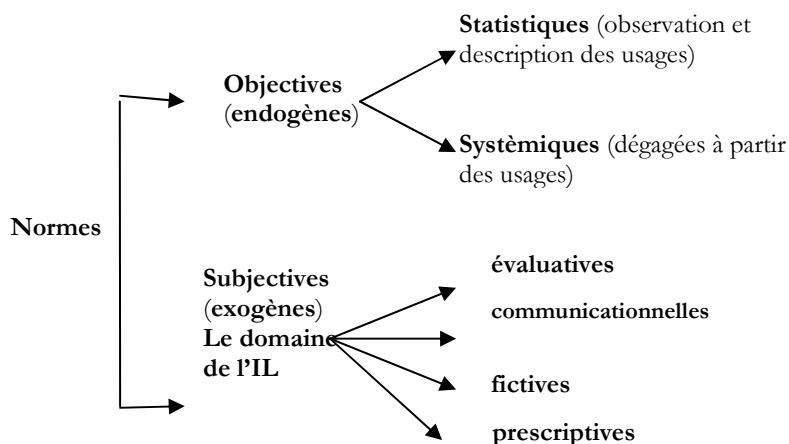 Statistiques (observation et
description des usages)
Objectives
(endogènes)
Systèmiques (dégagées à partir
des usages)
Normes
évaluatives
Subjectives
(exogènes)
communicationnelles
Le domaine
de l'IL
fictives
prescriptives